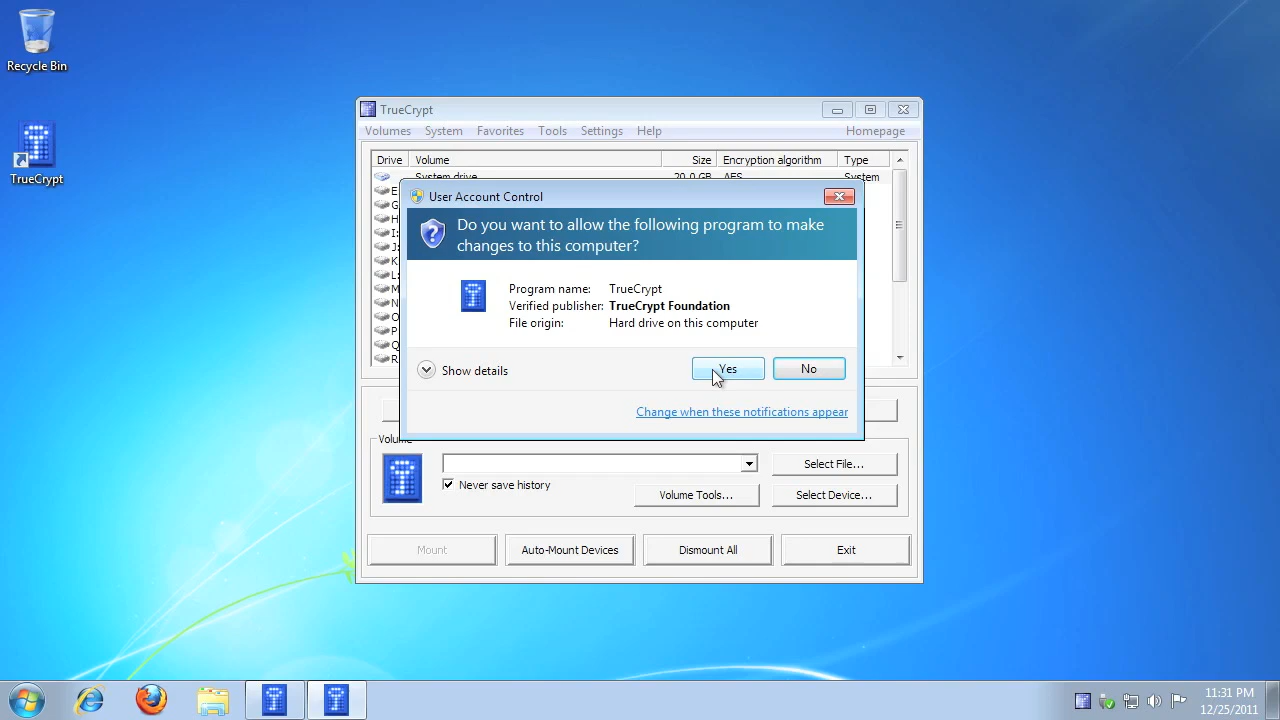 Recycle Bin
TrueCrypt
TrueCrypt
Volumes System Favorites Tools Settings Help Homepage
Drive Volume Size Encryption algorithm Type
System drive 20.0 GB AES System
E
G
H
I:
J:
K
L:
M
N
O
P
Q
R
User Account Control
Do you want to allow the following program to make
changes to this computer?
Program name: TrueCrypt
Verified publisher: TrueCrypt Foundation
File origin: Hard drive on this computer
Show details
Yes
No
Change when these notifications appear
Volume
Never save history
Select File...
Volume Tools...
Select Device...
Mount
Auto-Mount Devices
Dismount All
Exit
11:31 PM
12/25/2011